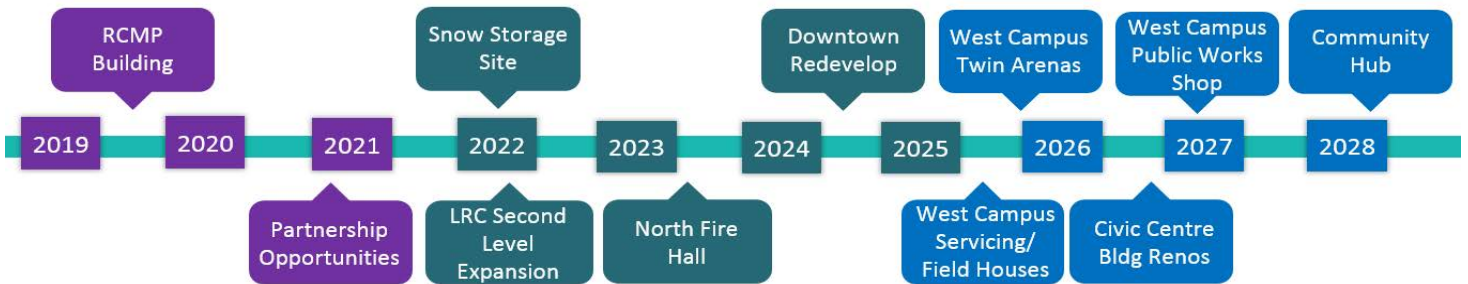 RCMP
Building
Snow Storage
Site
Downtown
Redevelop
West Campus
Twin Arenas
West Campus
Public Works
Shop
Community
Hub
2019
2020
2021
2022
2023
2024
2025
2026
2027
2028
Partnership
Opportunities
LRC Second
Level
Expansion
North Fire
Hall
West Campus
Servicing/
Field Houses
Civic Centre
Bldg Renos